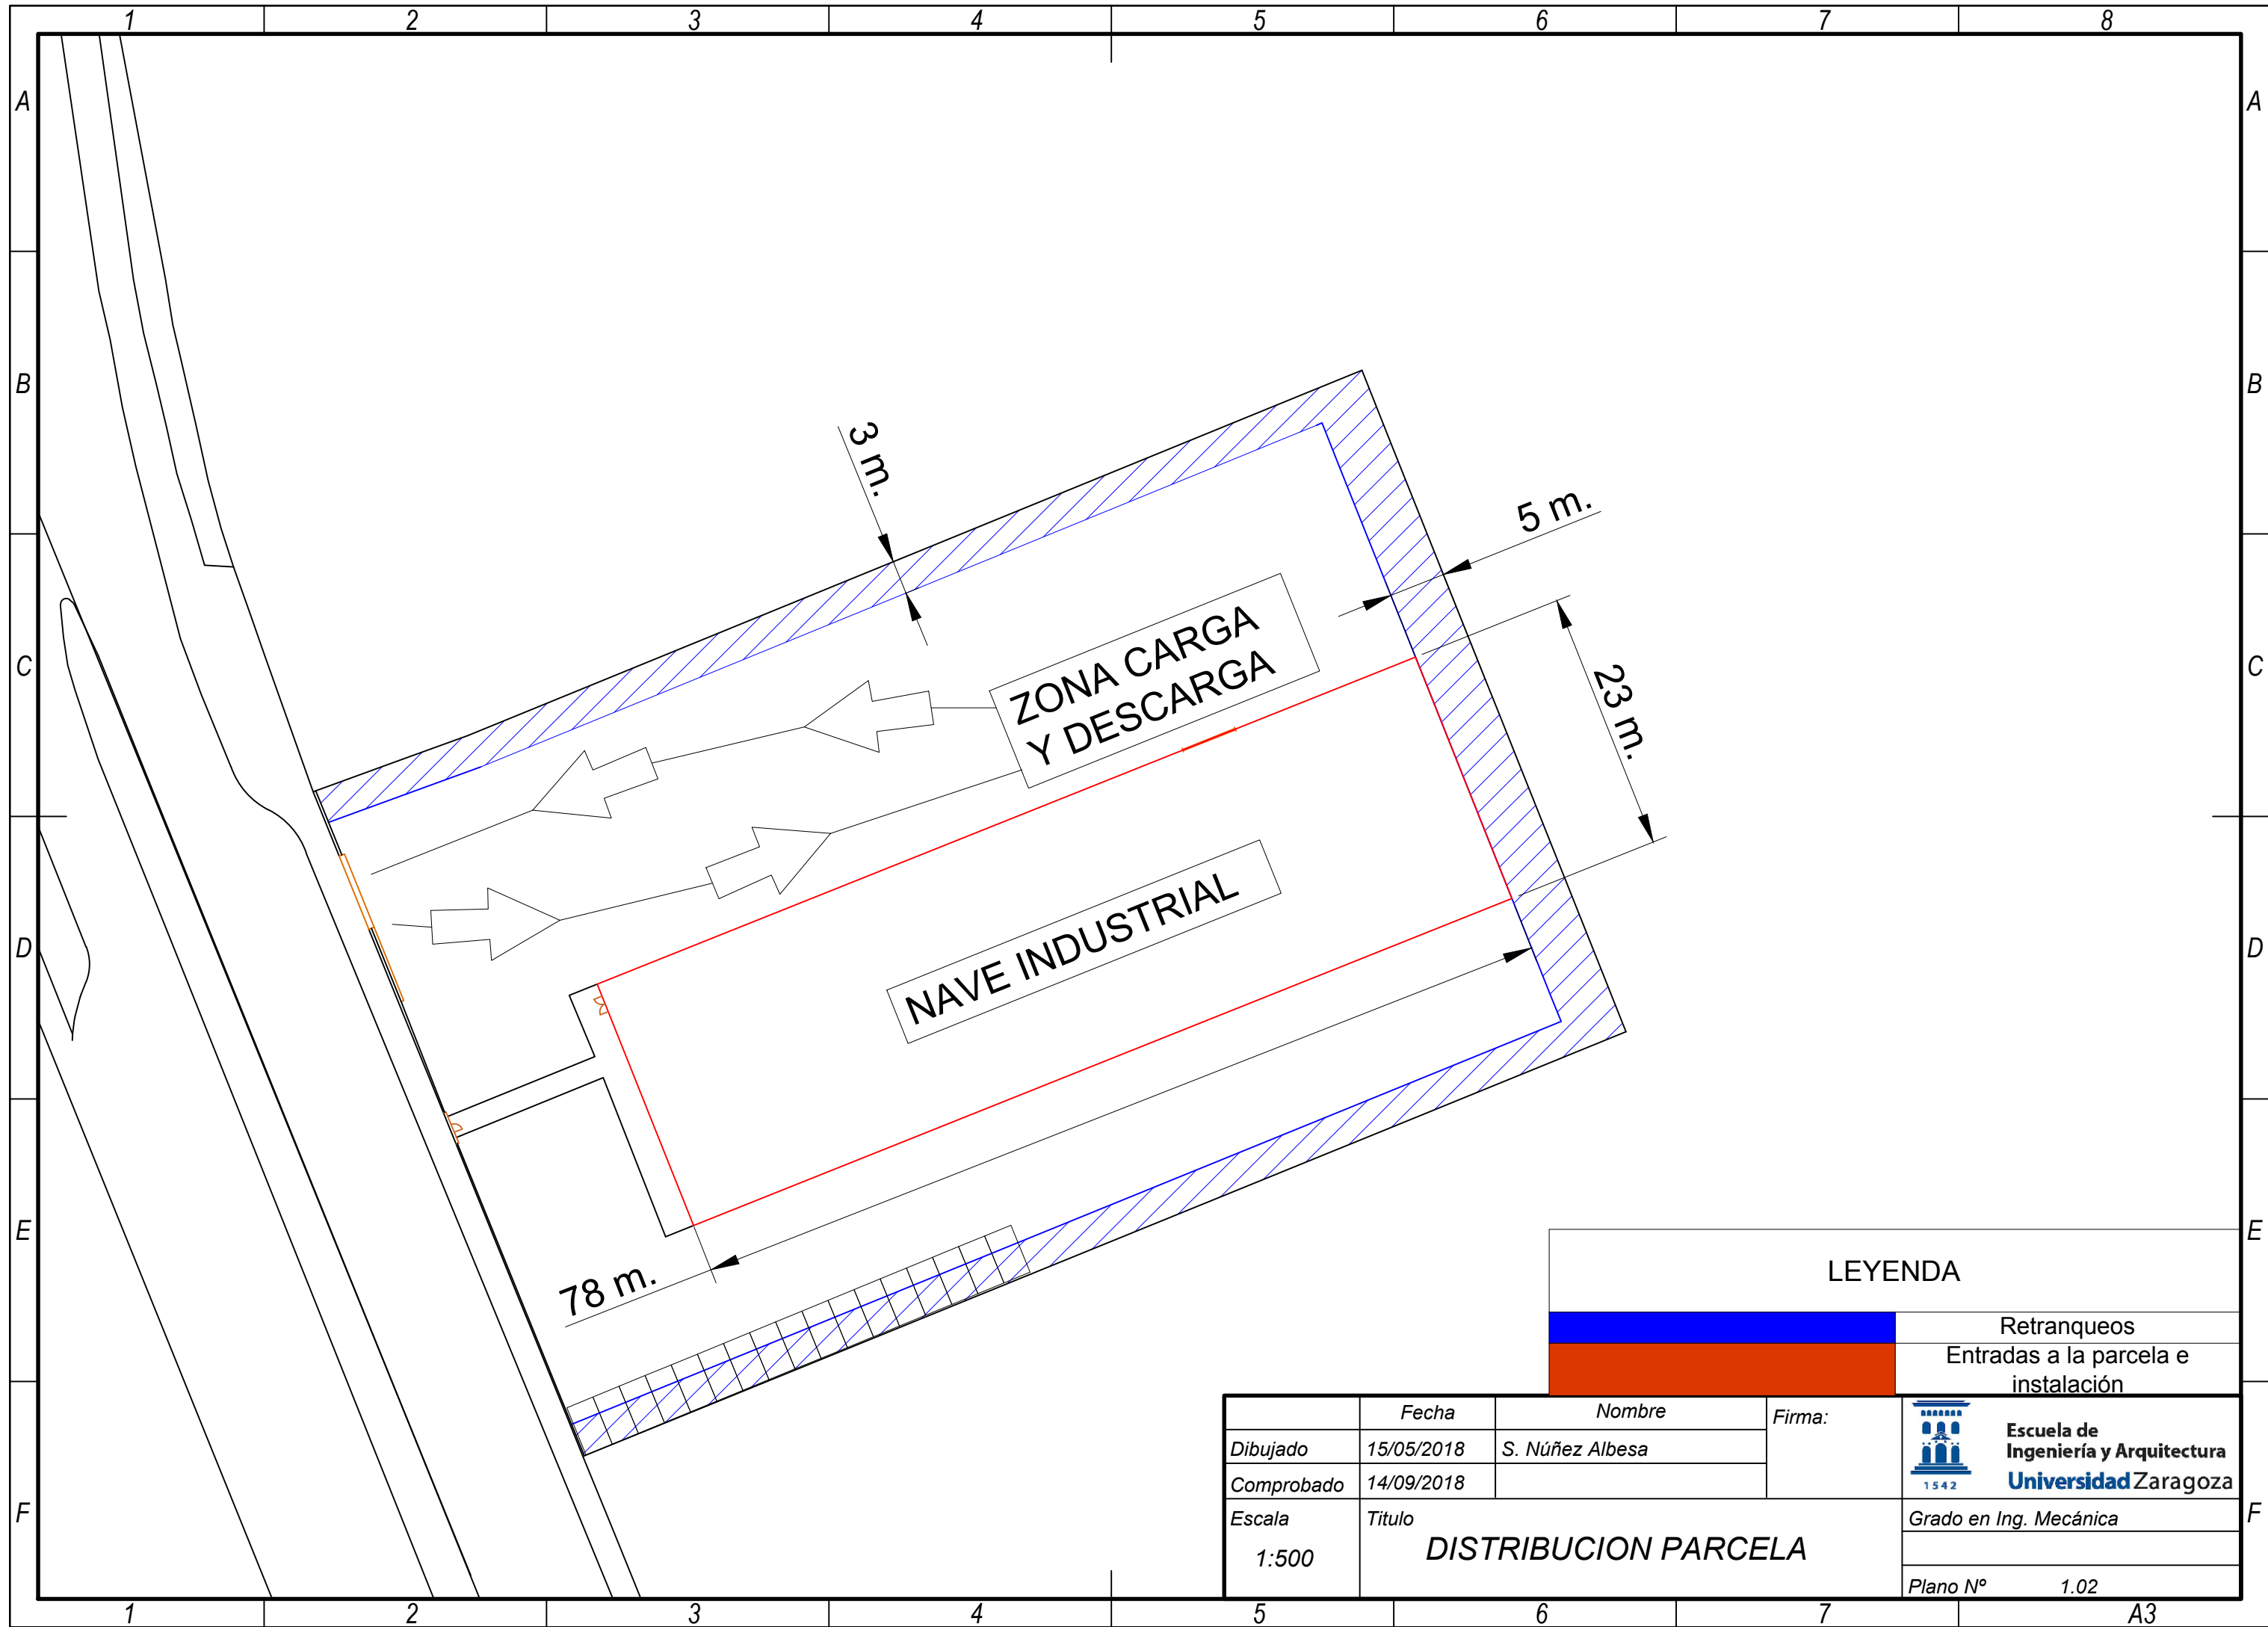 1 2 3 4 5 6 7 8
A A
B B
C C
D D
E E
F F
3 m.
5 m.
23 m.
ZONA CARGA
Y DESCARGA
NAVE INDUSTRIAL
78 m.
LEYENDA
Retranqueos
Entradas a la parcela e
instalación
Fecha Nombre Firma:
Dibujado 15/05/2018 S. Núñez Albesa
Comprobado 14/09/2018
1542
Escuela de
Ingeniería y Arquitectura
Universidad Zaragoza
Escala
1:500
Titulo
DISTRIBUCION PARCELA
Grado en Ing. Mecánica
Plano Nº 1.02
1 2 3 4 5 6 7 A3